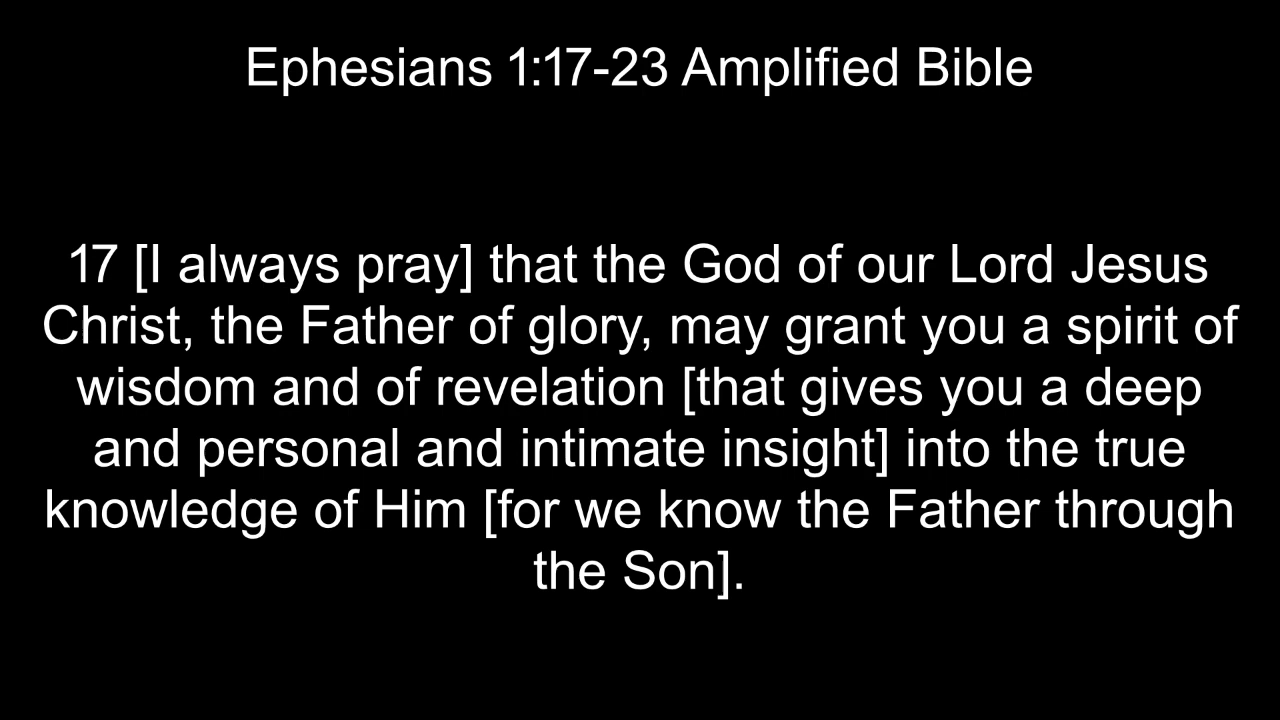 Ephesians 1:17-23 Amplified Bible
17 [I always pray] that the God of our Lord Jesus
Christ, the Father of glory, may grant you a spirit of
wisdom and of revelation [that gives you a deep
and personal and intimate insight] into the true
knowledge of Him [for we know the Father through
the Son].